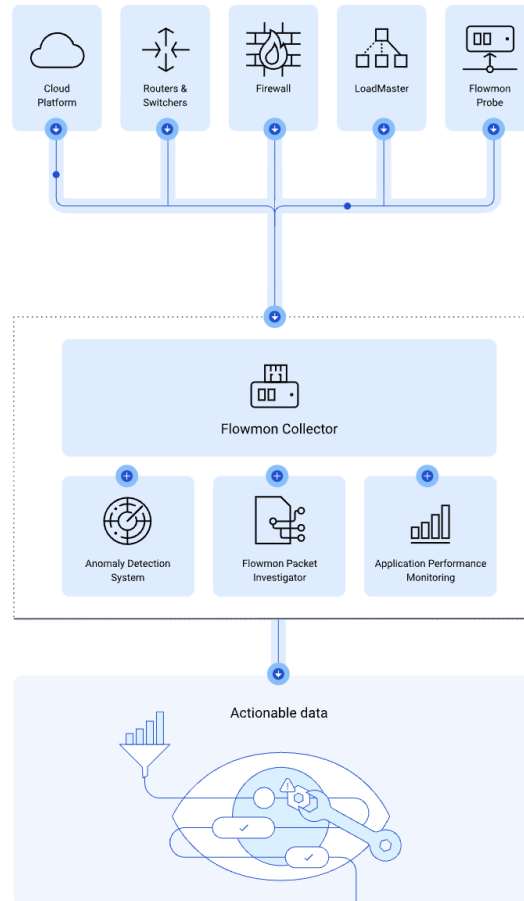 Cloud
Platform
Routers &
Switchers
Firewall
LoadMaster
Flowmon
Probe
Flowmon Collector
Anomaly Detection
System
Flowmon Packet
Investigator
Application Performance
Monitoring
Actionable data